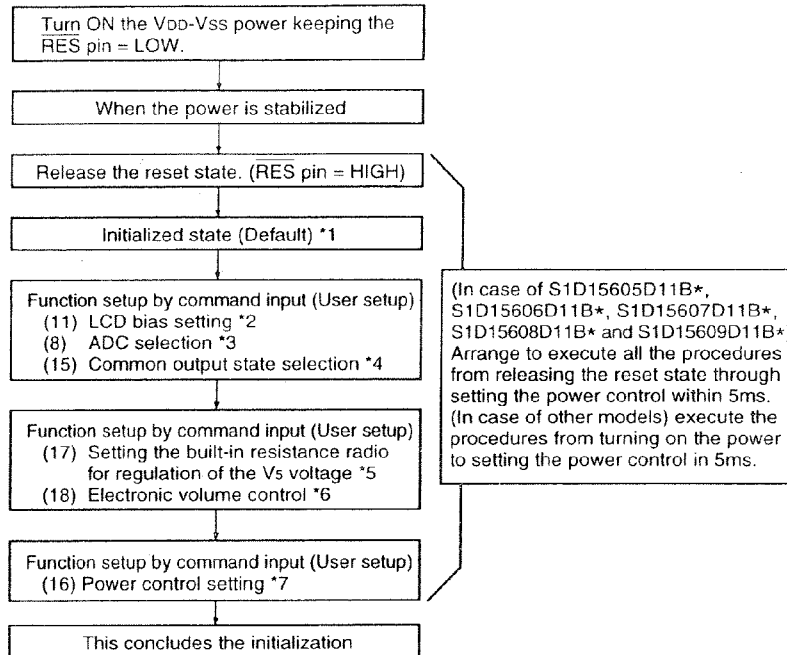 Turn ON the VDD-VSS power keeping the
RES pin = LOW.
When the power is stabilized
Release the reset state. (RES pin = HIGH)
Initialized state (Default) *1
Function setup by command input (User setup)
(11) LCD bias setting *2
(8) ADC selection *3
(15) Common output state selection *4
Function setup by command input (User setup)
(17) Setting the built-in resistance radio
for regulation of the V5 voltage *5
(18) Electronic volume control *6
Function setup by command input (User setup)
(16) Power control setting *7
This concludes the initialization
(In case of S1D15605D11B*,
S1D15606D11B*, S1D15607D11B*,
S1D15608D11B* and S1D15609D11B*)
Arrange to execute all the procedures
from releasing the reset state through
setting the power control within 5ms.
(In case of other models) execute the
procedures from turning on the power
to setting the power control in 5ms.